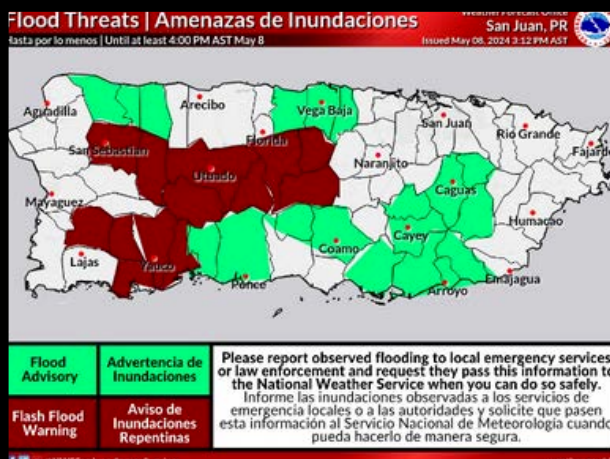 Flood Threats | Amenazas de Inundaciones
Weather Forecast Office
San Juan, PR
Hasta por lo menos | Until at least 4:00 PM AST May 8
Issued May 08, 2024 3:12 PM AST
Aguadilla
Arecibo
Vega Baja
San Juan
Rio Grande
Fajardo
San Sebastian
Florida
Utuado
Naranjito
Caguas
Mayaguez
Humacao
Cayey
Coamo
Lajas
Yauco
Ponce
Arroyo
Emajagua
Flood
Advisory
Advertencia de
Inundaciones
Flash Flood
Warning
Aviso de
Inundaciones
Repentinas
Please report observed flooding to local emergency services
or law enforcement and request they pass this information to
the National Weather Service when you can do so safely.
Informe las inundaciones observadas a los servicios de
emergencia locales o a las autoridades y solicite que pasen
esta información al Servicio Nacional de Meteorología cuando
pueda hacerlo de manera segura.